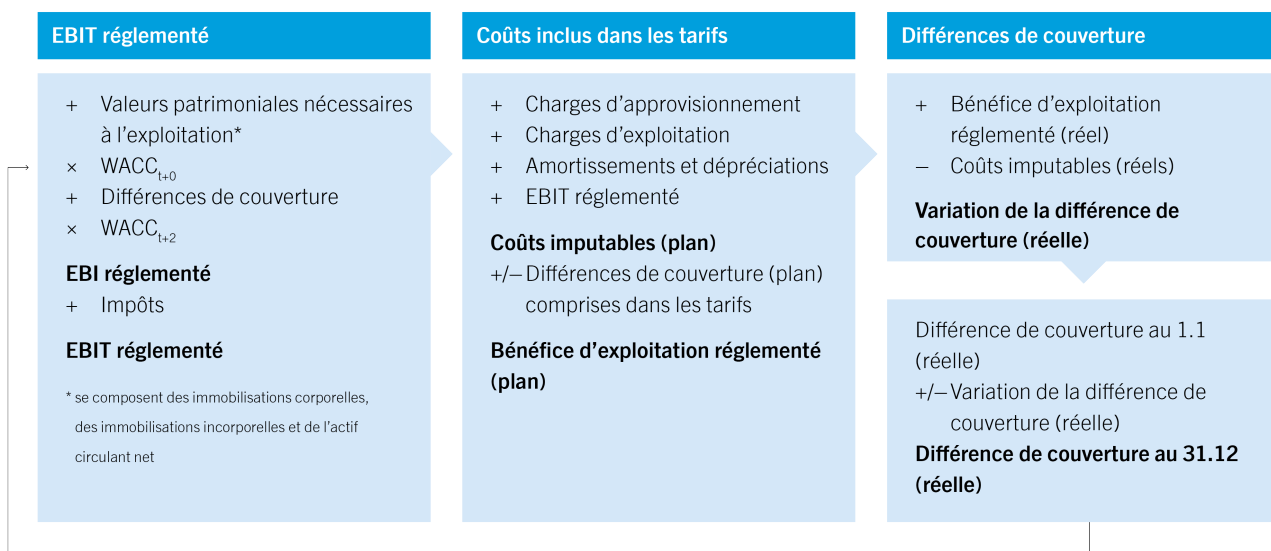 EBIT réglementé
+ Valeurs patrimoniales nécessaires
à l’exploitation*
× WACCt+0
+ Différences de couverture
× WACCt+2
EBI réglementé
+ Impôts
EBIT réglementé
* se composent des immobilisations corporelles,
des immobilisations incorporelles et de l’actif
circulant net
Coûts inclus dans les tarifs
+ Charges d’approvisionnement
+ Charges d’exploitation
+ Amortissements et dépréciations
+ EBIT réglementé
Coûts imputables (plan)
+/– Différences de couverture (plan)
comprises dans les tarifs
Bénéfice d’exploitation réglementé
(plan)
Différences de couverture
+ Bénéfice d’exploitation
réglementé (réel)
– Coûts imputables (réels)
Variation de la différence de
couverture (réelle)
Différence de couverture au 1.1
(réelle)
+/– Variation de la différence de
couverture (réelle)
Différence de couverture au 31.12
(réelle)